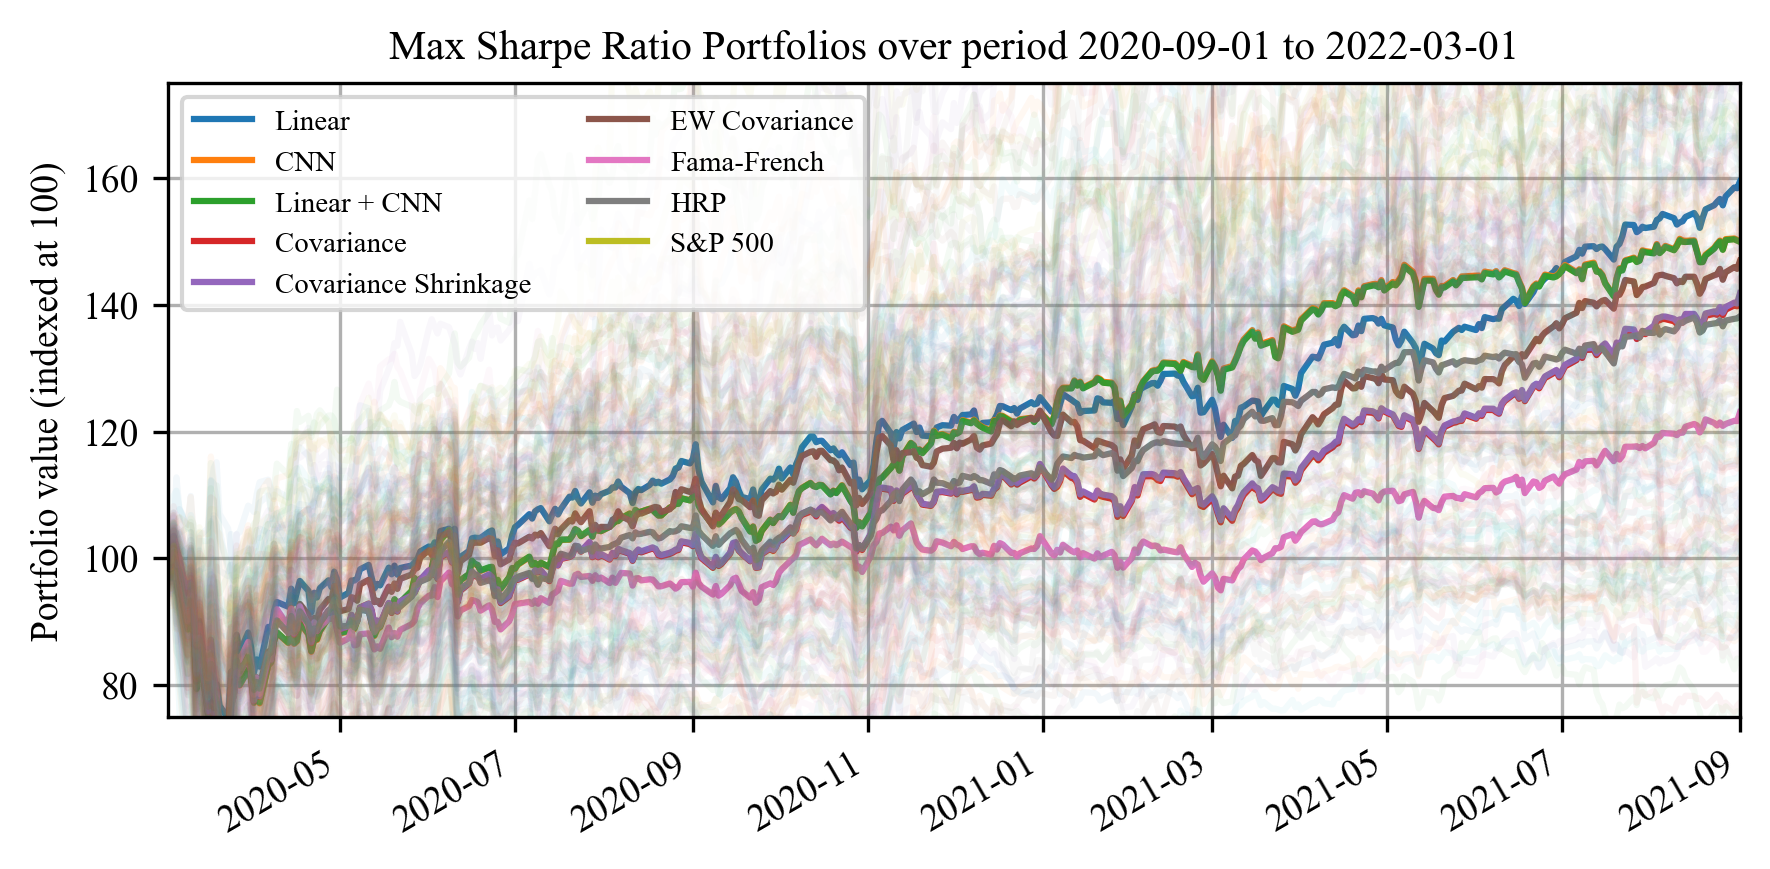 Max Sharpe Ratio Portfolios over period 2020-09-01 to 2022-03-01
Portfolio value (indexed at 100)
160
140
120
100
80
Linear
CNN
Linear + CNN
Covariance
Covariance Shrinkage
EW Covariance
Fama-French
HRP
S&P 500
2020-05
2020-07
2020-09
2020-11
2021-01
2021-03
2021-05
2021-07
2021-09